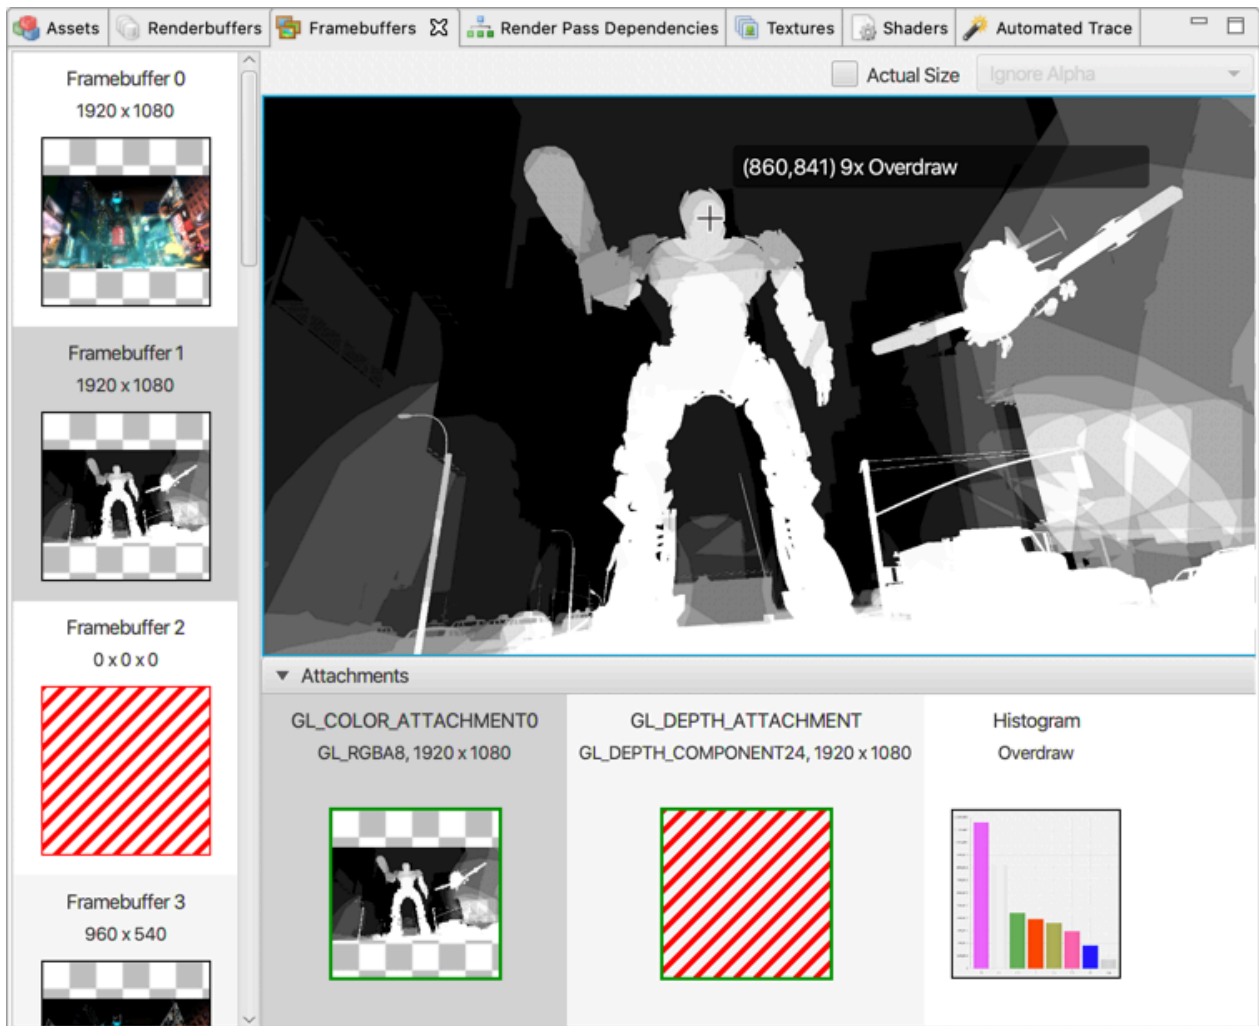 Assets
Renderbuffers
Framebuffers
Render Pass Dependencies
Textures
Shaders
Automated Trace
Actual Size
Ignore Alpha
Framebuffer 0
1920 x 1080
Framebuffer 1
1920 x 1080
Framebuffer 2
0 x 0 x 0
Framebuffer 3
960 x 540
(860,841) 9x Overdraw
Attachments
GL_COLOR_ATTACHMENT0
GL_RGBA8, 1920 x 1080
GL_DEPTH_ATTACHMENT
GL_DEPTH_COMPONENT24, 1920 x 1080
Histogram
Overdraw